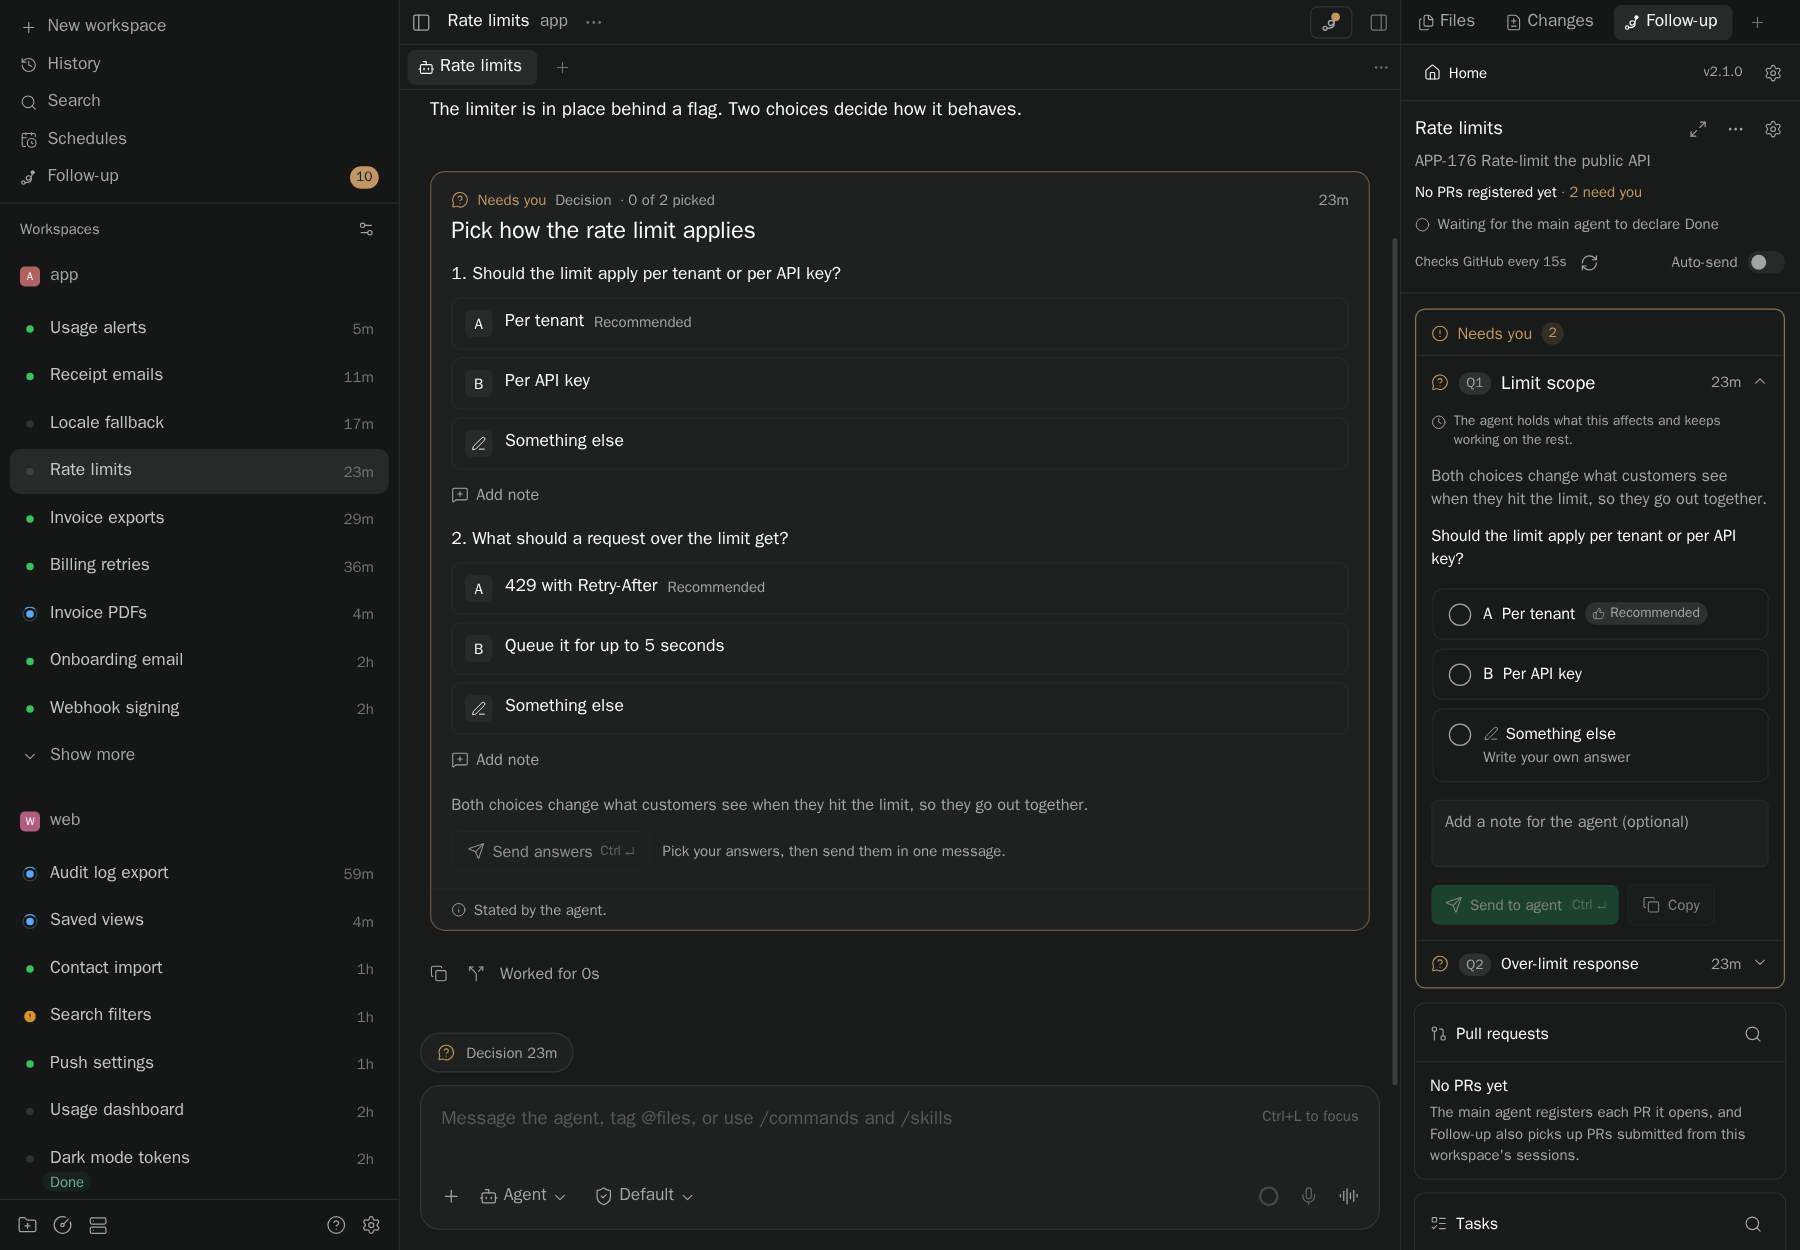 New workspace
History
Search
Schedules
Follow-up 10
Workspaces
A app
Usage alerts 5m
Receipt emails 11m
Locale fallback 17m
Rate limits 23m
Invoice exports 29m
Billing retries 36m
Invoice PDFs 4m
Onboarding email 2h
Webhook signing 2h
Show more
W web
Audit log export 59m
Saved views 4m
Contact import 1h
Search filters 1h
Push settings 1h
Usage dashboard 2h
Dark mode tokens 2h
Done
Rate limits app
Rate limits
The limiter is in place behind a flag. Two choices decide how it behaves.
Needs you Decision · 0 of 2 picked 23m
Pick how the rate limit applies
1. Should the limit apply per tenant or per API key?
A Per tenant Recommended
B Per API key
Something else
Add note
2. What should a request over the limit get?
A 429 with Retry-After Recommended
B Queue it for up to 5 seconds
Something else
Add note
Both choices change what customers see when they hit the limit, so they go out together.
Send answers Ctrl Pick your answers, then send them in one message.
Stated by the agent.
Worked for 0s
Decision 23m
Message the agent, tag @files, or use /commands and /skills Ctrl+L to focus
Agent Default
Files Changes Follow-up
Home v2.1.0
Rate limits
APP-176 Rate-limit the public API
No PRs registered yet · 2 need you
Waiting for the main agent to declare Done
Checks GitHub every 15s Auto-send
Needs you 2
Q1 Limit scope 23m
The agent holds what this affects and keeps
working on the rest.
Both choices change what customers see
when they hit the limit, so they go out together.
Should the limit apply per tenant or per API
key?
A Per tenant Recommended
B Per API key
Something else
Write your own answer
Add a note for the agent (optional)
Send to agent Ctrl Copy
Q2 Over-limit response 23m
Pull requests
No PRs yet
The main agent registers each PR it opens, and
Follow-up also picks up PRs submitted from this
workspace's sessions.
Tasks